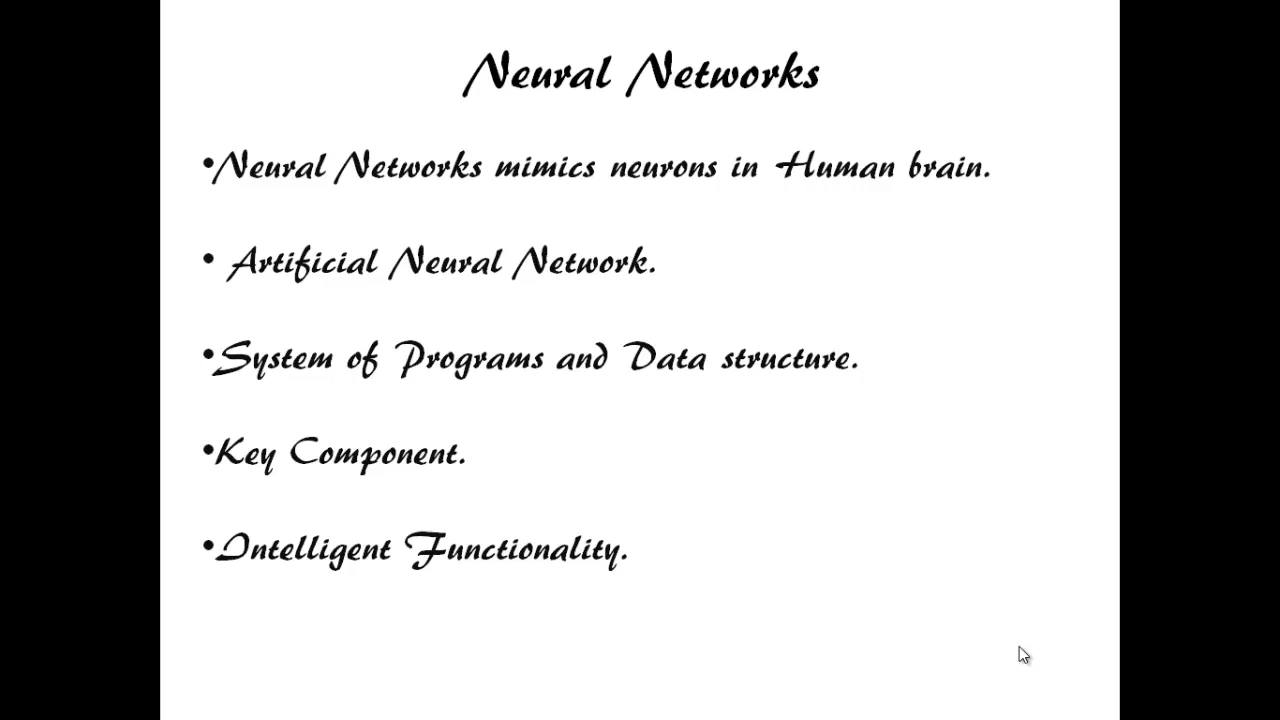 Neural Networks
•Neural Networks mimics neurons in Human brain.
• Artificial Neural Network.
•System of Programs and Data structure.
•Key Component.
•Intelligent Functionality.